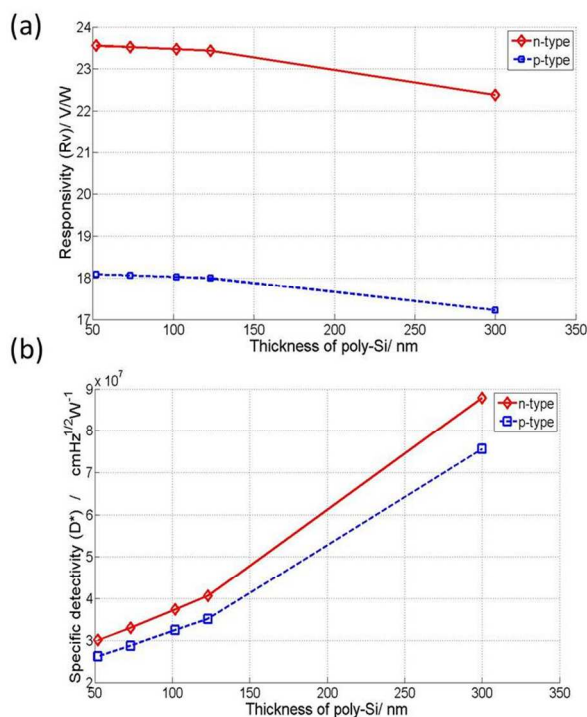 (a)
24
23
22
21
20
19
18
17
Responsivity (Rv)/ V/W
n-type
p-type
50 100 150 200 250 300 350
Thickness of poly-Si/ nm
(b)
x 10^7
9
8
7
6
5
4
3
2
Specific detectivity (D*) / cmHz^1/2W^-1
n-type
p-type
50 100 150 200 250 300 350
Thickness of poly-Si/ nm